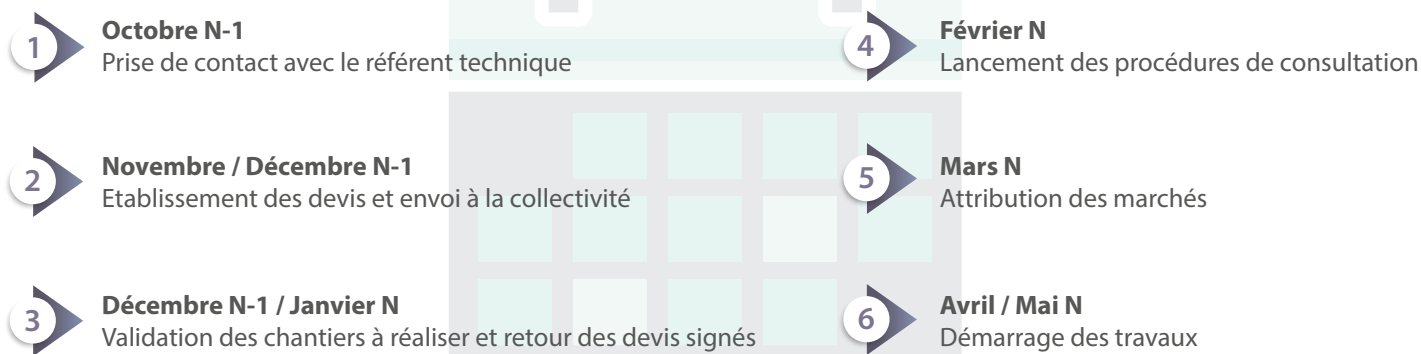 1
Octobre N-1
Prise de contact avec le référent technique
2
Novembre / Décembre N-1
Etablissement des devis et envoi à la collectivité
3
Décembre N-1 / Janvier N
Validation des chantiers à réaliser et retour des devis signés
4
Février N
Lancement des procédures de consultation
5
Mars N
Attribution des marchés
6
Avril / Mai N
Démarrage des travaux